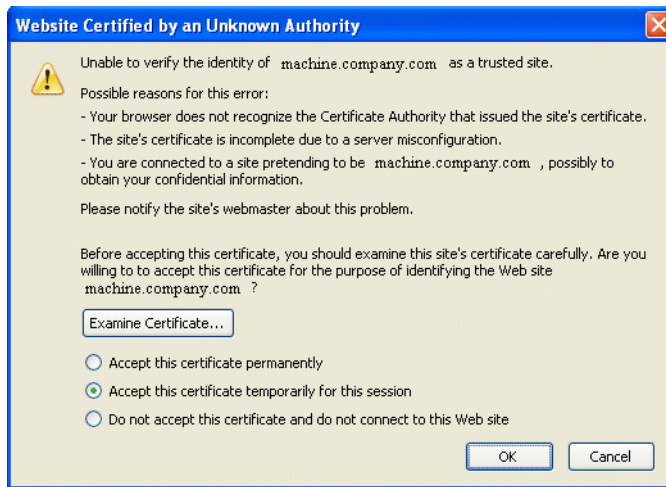 Website Certified by an Unknown Authority
Unable to verify the identity of machine.company.com as a trusted site.
Possible reasons for this error:
- Your browser does not recognize the Certificate Authority that issued the site's certificate.
- The site's certificate is incomplete due to a server misconfiguration.
- You are connected to a site pretending to be machine.company.com , possibly to
obtain your confidential information.
Please notify the site's webmaster about this problem.
Before accepting this certificate, you should examine this site's certificate carefully. Are you
willing to to accept this certificate for the purpose of identifying the Web site
machine.company.com ?
Examine Certificate...
Accept this certificate permanently
Accept this certificate temporarily for this session
Do not accept this certificate and do not connect to this Web site
OK Cancel